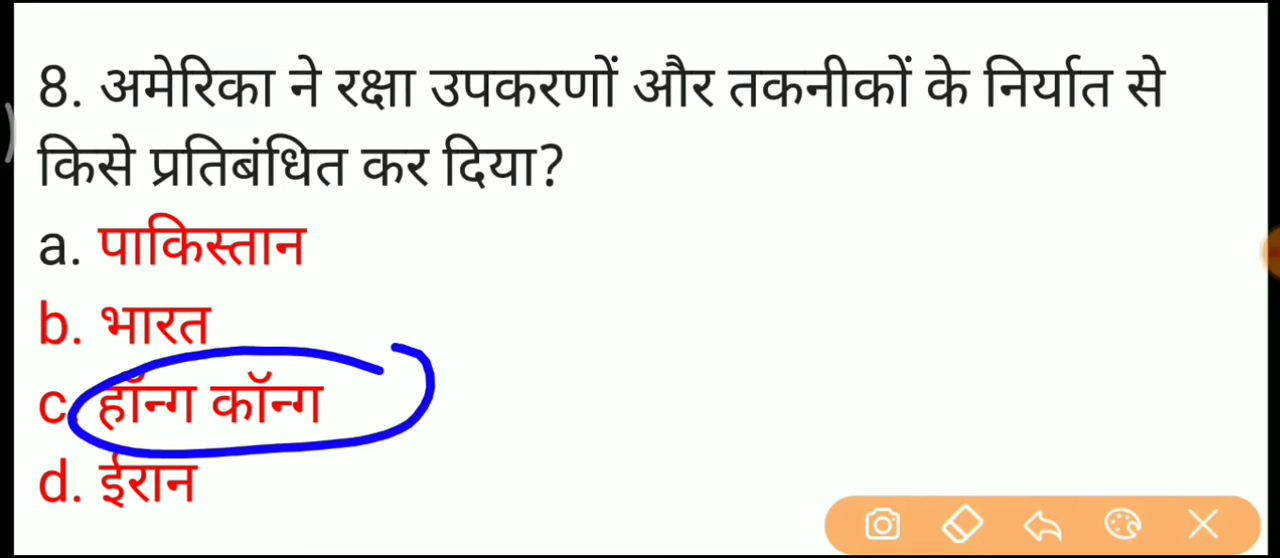 8. अमेरिका ने रक्षा उपकरणों और तकनीकों के निर्यात से
किसे प्रतिबंधित कर दिया?
a. पाकिस्तान
b. भारत
c. हॉन्ग कॉन्ग
d. ईरान